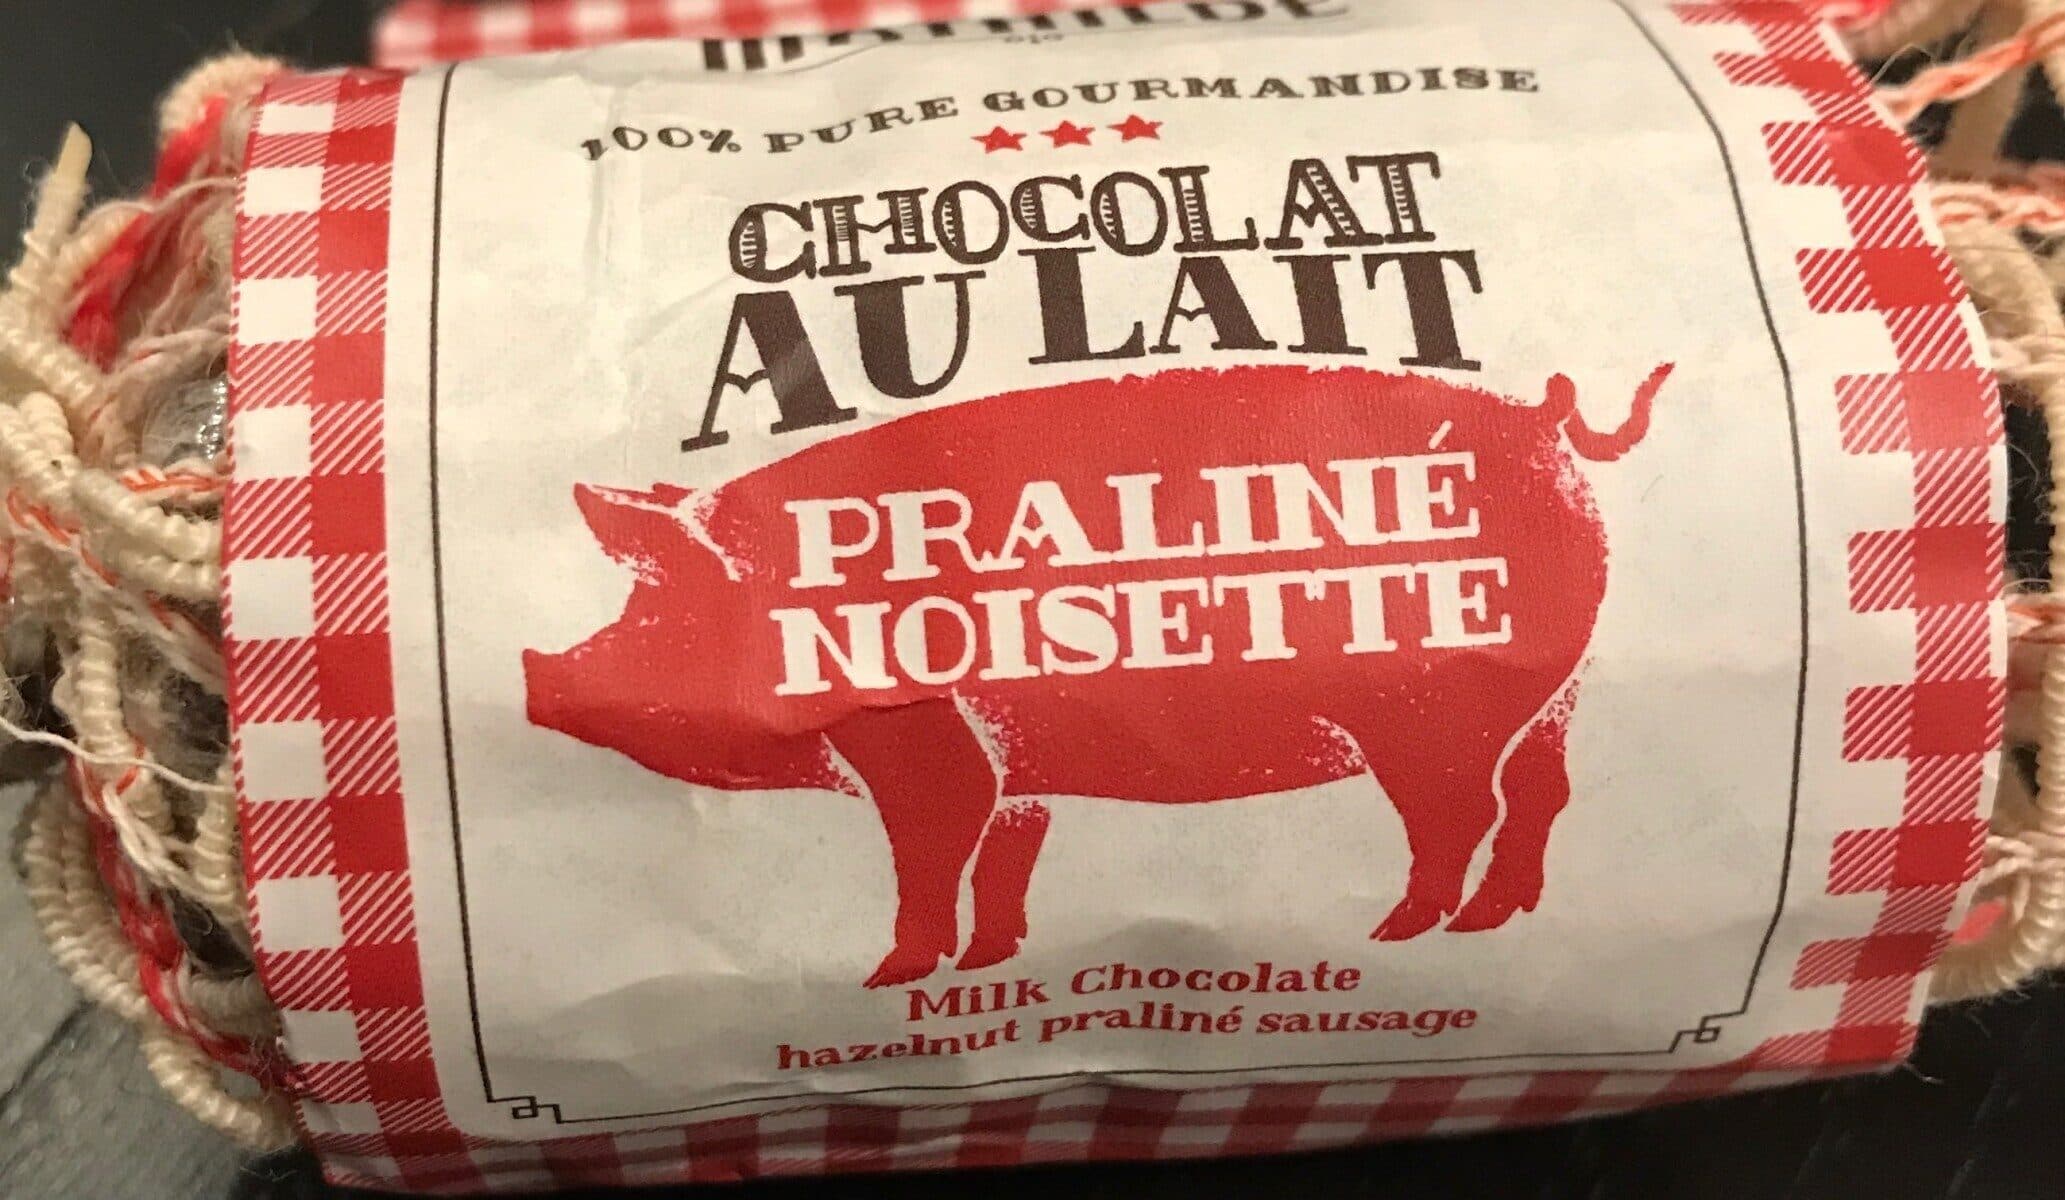 100% PURE GOURMANDISE
CHOCOLAT
AU LAIT
PRALINÉ
NOISETTE
Milk Chocolate
hazelnut praliné sausage